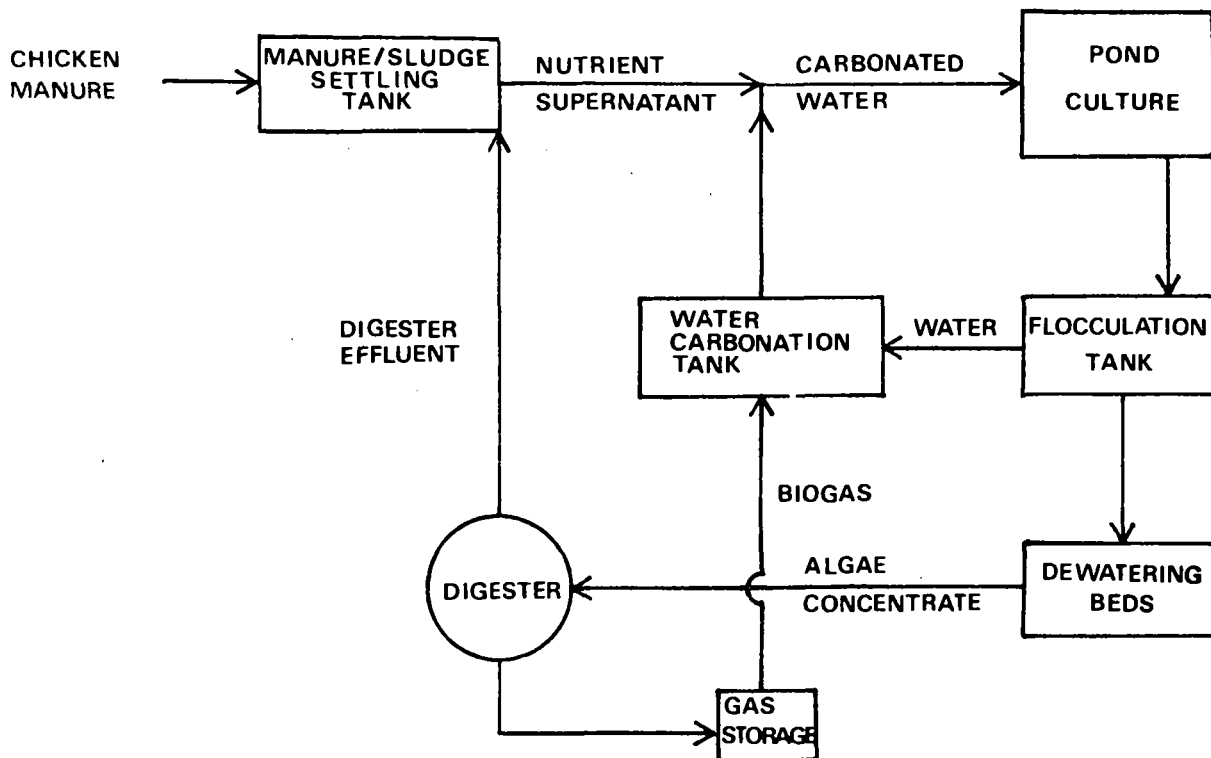 CHICKEN
MANURE
MANURE/SLUDGE
SETTLING
TANK
NUTRIENT
SUPERNATANT
CARBONATED
WATER
POND
CULTURE
DIGESTER
EFFLUENT
WATER
CARBONATION
TANK
WATER
FLOCCULATION
TANK
BIOGAS
DIGESTER
ALGAE
CONCENTRATE
DEWATERING
BEDS
GAS
STORAGE